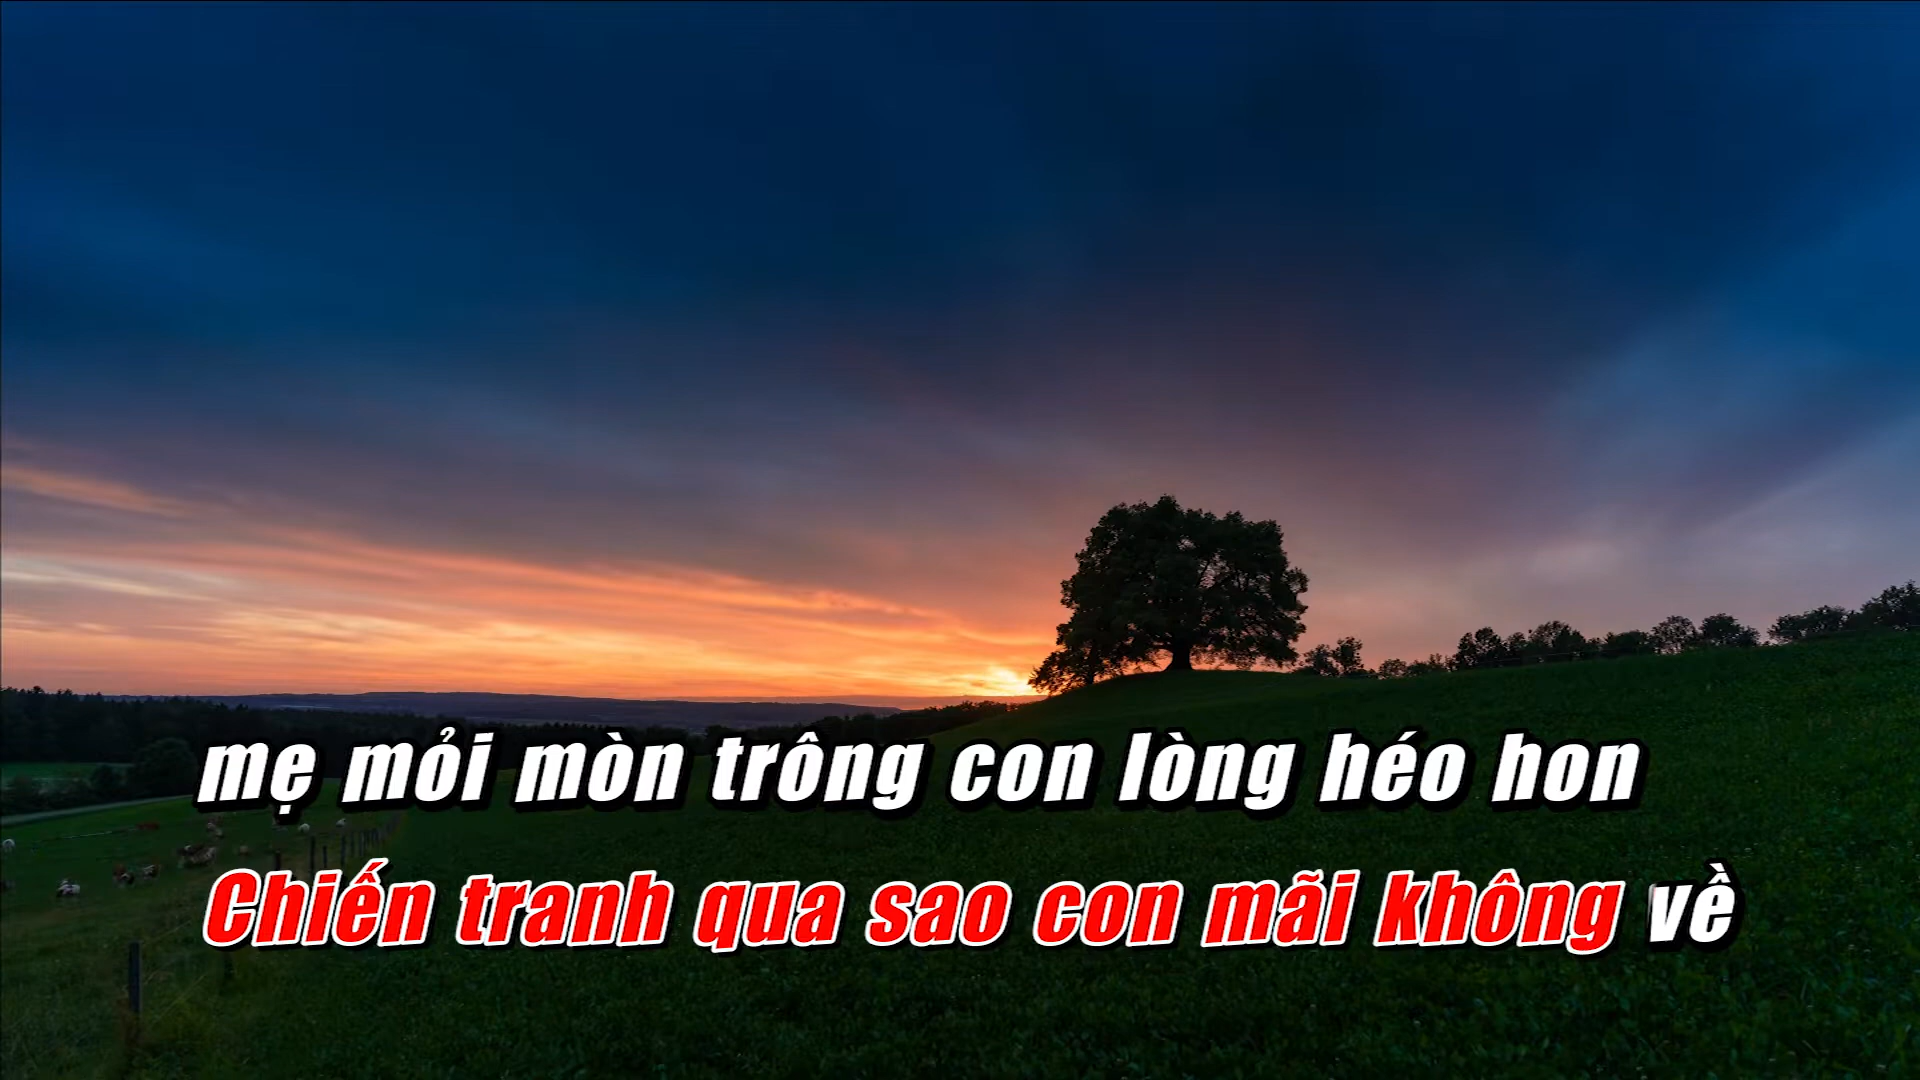 mẹ mỏi mòn trông con lòng héo hon
Chiến tranh qua sao con mãi không về